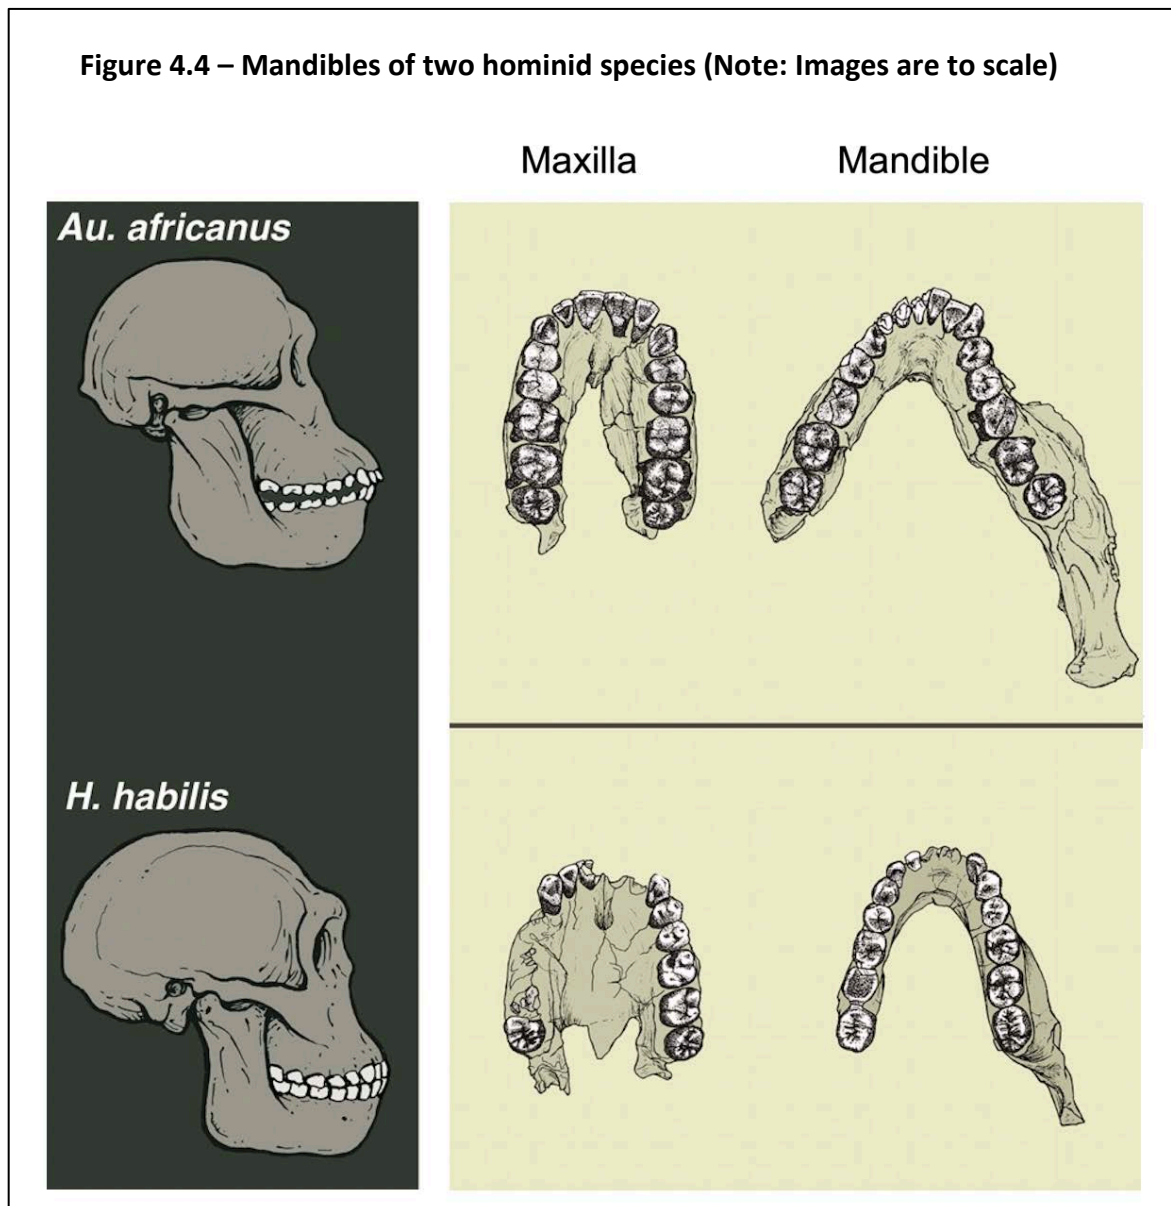 Figure 4.4 – Mandibles of two hominid species (Note: Images are to scale)
Maxilla
Mandible
Au. africanus
H. habilis